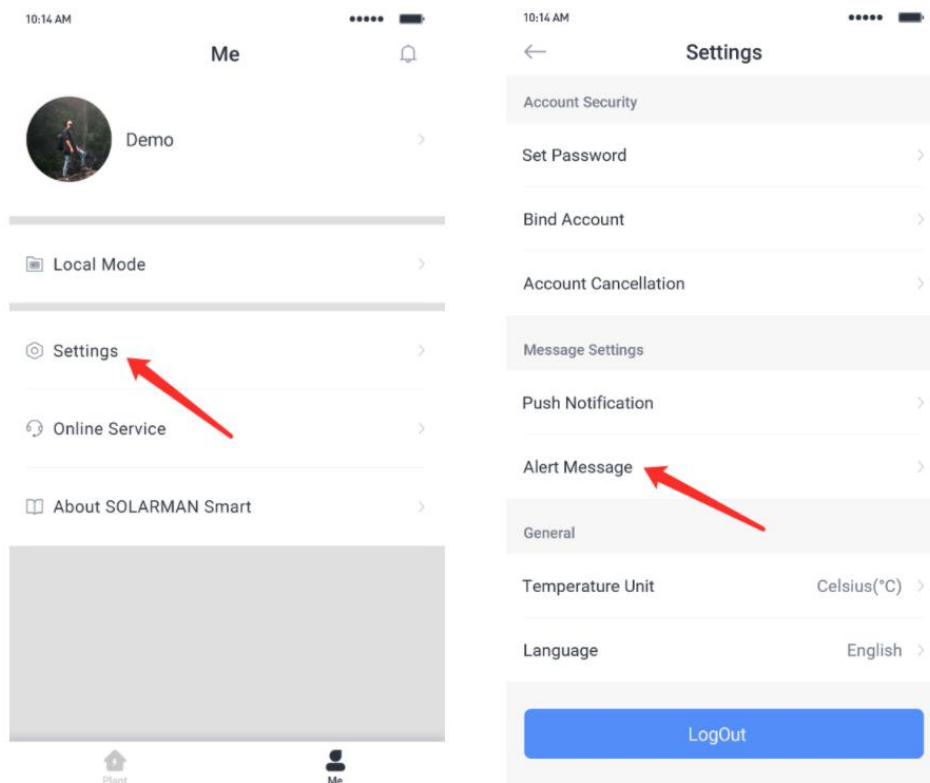 10:14 AM
Me
Demo
Local Mode
Settings
Online Service
About SOLARMAN Smart
Plant
Me
10:14 AM
Settings
Account Security
Set Password
Bind Account
Account Cancellation
Message Settings
Push Notification
Alert Message
General
Temperature Unit Celsius(°C)
Language English
LogOut